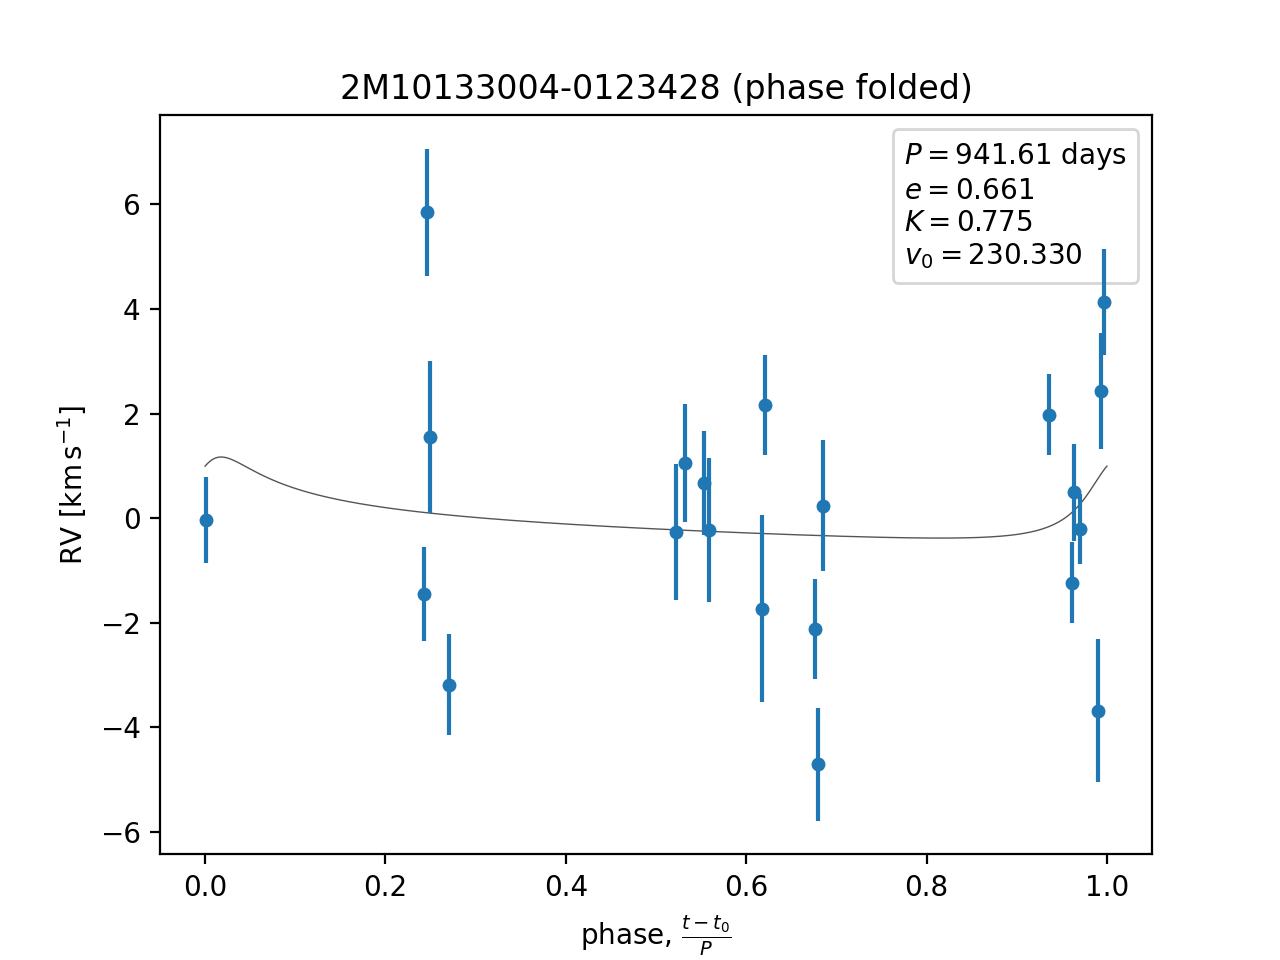 2M10133004-0123428 (phase folded)
P = 941.61 days
e = 0.661
K = 0.775
v₀ = 230.330
RV [km s⁻¹]
6
4
2
0
−2
−4
−6
0.0 0.2 0.4 0.6 0.8 1.0
phase, (t − t₀)/P